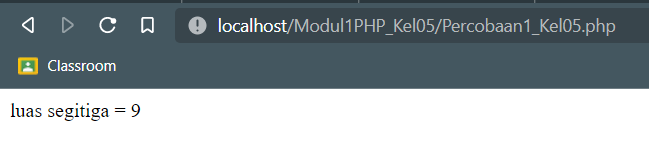 localhost/Modul1PHP_Kel05/Percobaan1_Kel05.php
Classroom
luas segitiga = 9